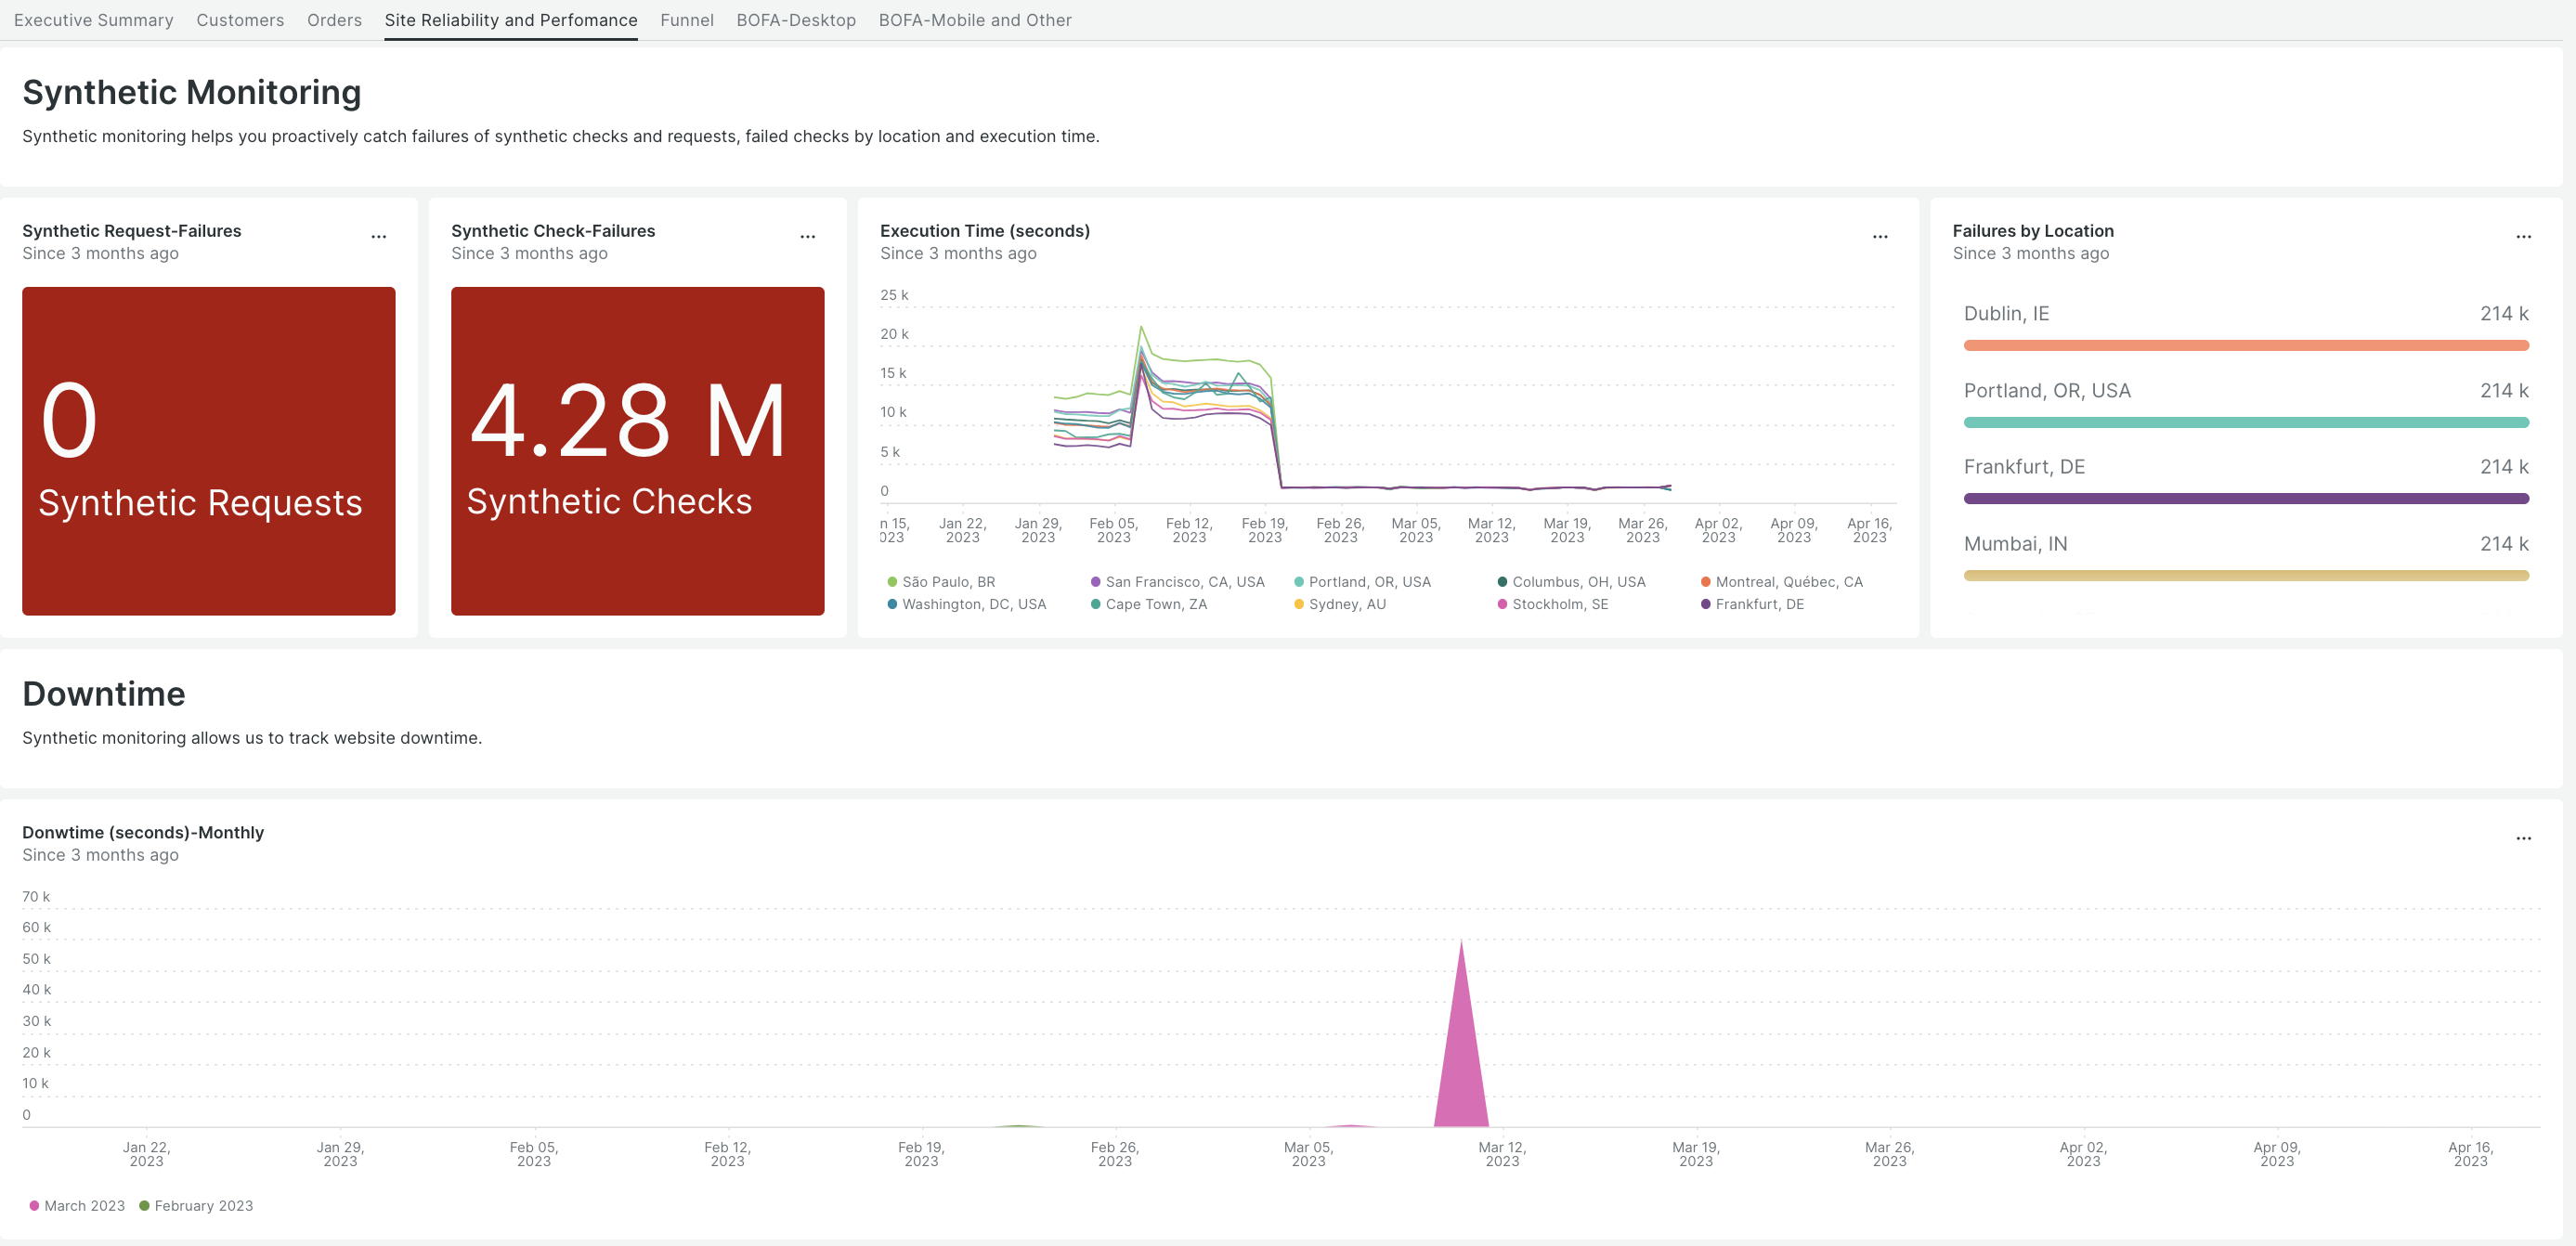 Executive Summary Customers Orders Site Reliability and Perfomance Funnel BOFA-Desktop BOFA-Mobile and Other
Synthetic Monitoring
Synthetic monitoring helps you proactively catch failures of synthetic checks and requests, failed checks by location and execution time.
Synthetic Request-Failures
Since 3 months ago
0
Synthetic Requests
Synthetic Check-Failures
Since 3 months ago
4.28 M
Synthetic Checks
Execution Time (seconds)
Since 3 months ago
25 k
20 k
15 k
10 k
5 k
0
n 15, Jan 22, Jan 29, Feb 05, Feb 12, Feb 19, Feb 26, Mar 05, Mar 12, Mar 19, Mar 26, Apr 02, Apr 09, Apr 16,
023 2023 2023 2023 2023 2023 2023 2023 2023 2023 2023 2023 2023 2023
São Paulo, BR San Francisco, CA, USA Portland, OR, USA Columbus, OH, USA Montreal, Québec, CA
Washington, DC, USA Cape Town, ZA Sydney, AU Stockholm, SE Frankfurt, DE
Failures by Location
Since 3 months ago
Dublin, IE 214 k
Portland, OR, USA 214 k
Frankfurt, DE 214 k
Mumbai, IN 214 k
Downtime
Synthetic monitoring allows us to track website downtime.
Donwtime (seconds)-Monthly
Since 3 months ago
70 k
60 k
50 k
40 k
30 k
20 k
10 k
0
Jan 22, Jan 29, Feb 05, Feb 12, Feb 19, Feb 26, Mar 05, Mar 12, Mar 19, Mar 26, Apr 02, Apr 09, Apr 16,
2023 2023 2023 2023 2023 2023 2023 2023 2023 2023 2023 2023 2023
March 2023 February 2023